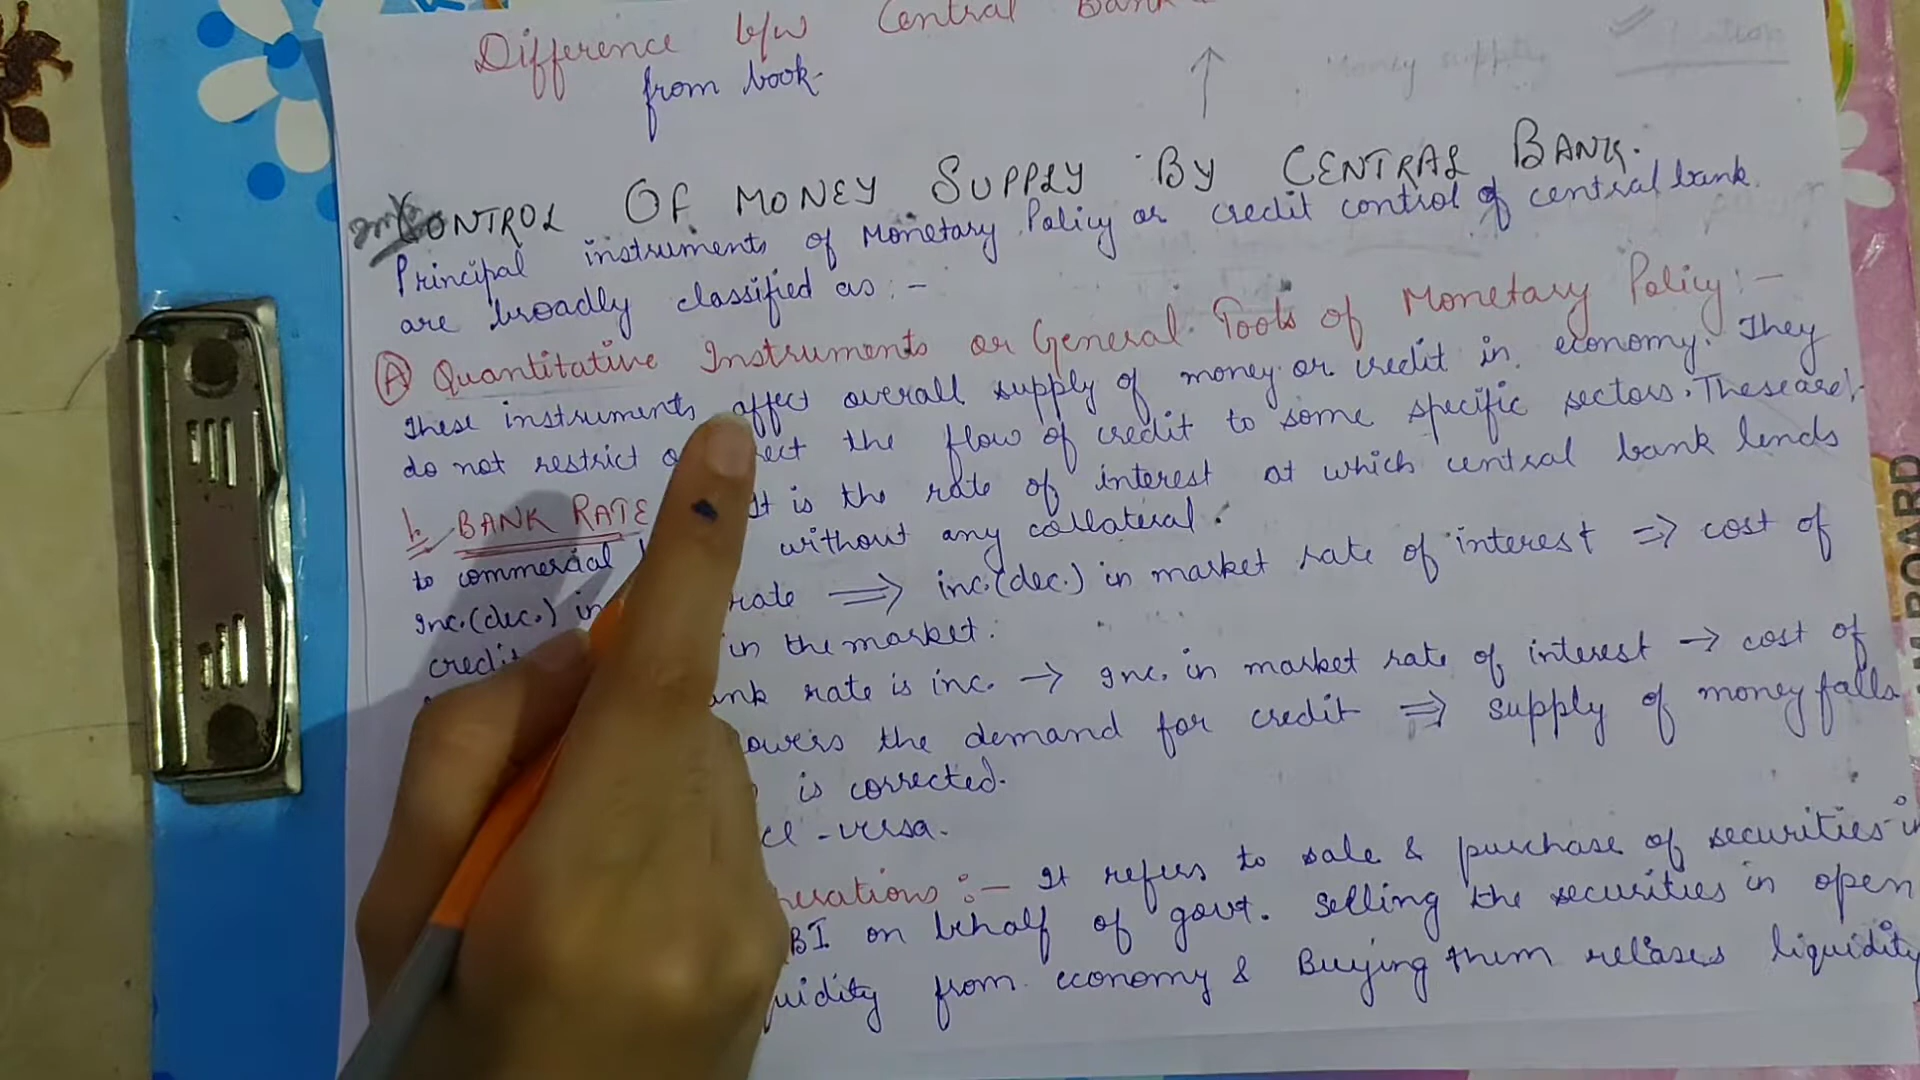 Difference b/w Central Bank
from book-
Money supply
CONTROL OF MONEY SUPPLY BY CENTRAL BANK.
Principal instruments of Monetary Policy or credit control of central bank
are broadly classified as :-
(A) Quantitative Instruments or General Tools of Monetary Policy :-
These instruments affect overall supply of money or credit in economy. They
do not restrict the flow of credit to some specific sectors. These are:-
1. BANK RATE It is the rate of interest at which central bank lends
to commercial without any collateral.
Inc.(dec.) in rate => inc.(dec.) in market rate of interest => cost of
credit in the market.
rate is inc. → Inc. in market rate of interest → cost of
the demand for credit => supply of money falls
is corrected.
-versa.
:- It refers to sale & purchase of securities in
on behalf of govt. Selling the securities in open
from economy & Buying them relases liquidity
BOARD